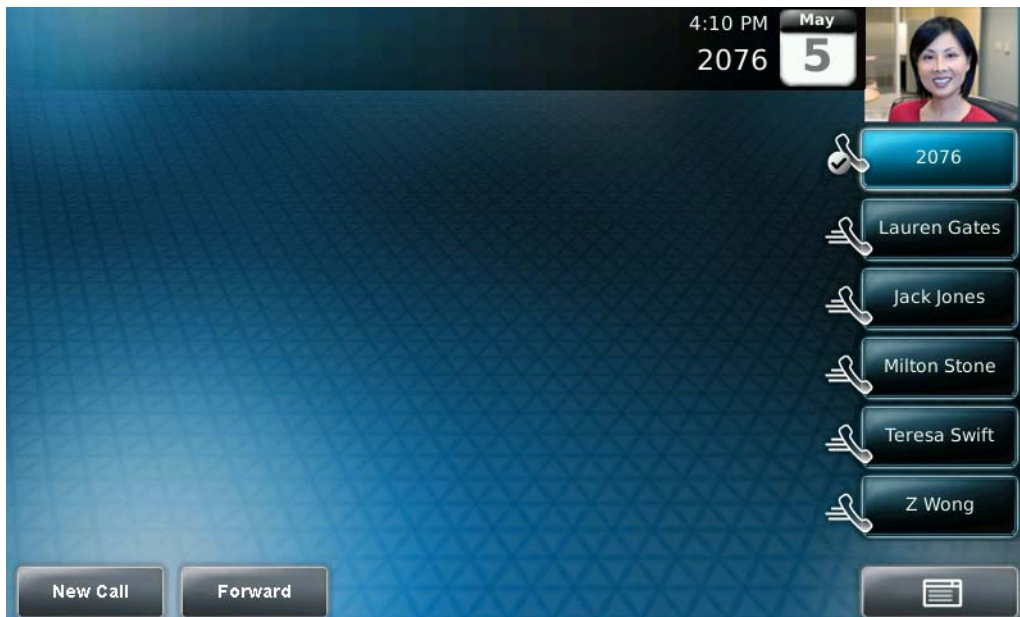 4:10 PM
May
2076
5
2076
Lauren Gates
Jack Jones
Milton Stone
Teresa Swift
Z Wong
New Call
Forward